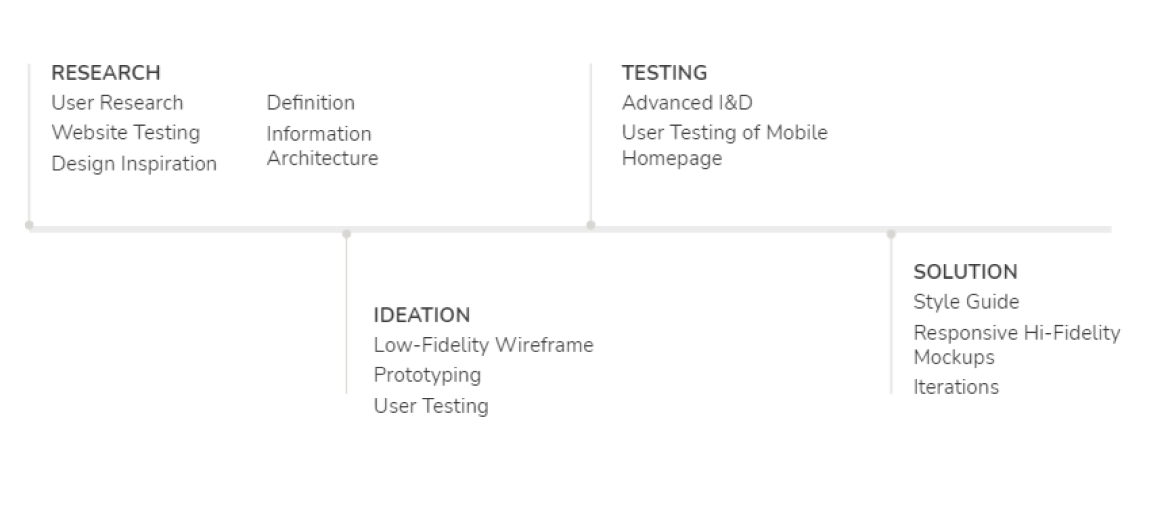 RESEARCH
User Research
Website Testing
Design Inspiration
Definition
Information
Architecture
IDEATION
Low-Fidelity Wireframe
Prototyping
User Testing
TESTING
Advanced I&D
User Testing of Mobile
Homepage
SOLUTION
Style Guide
Responsive Hi-Fidelity
Mockups
Iterations